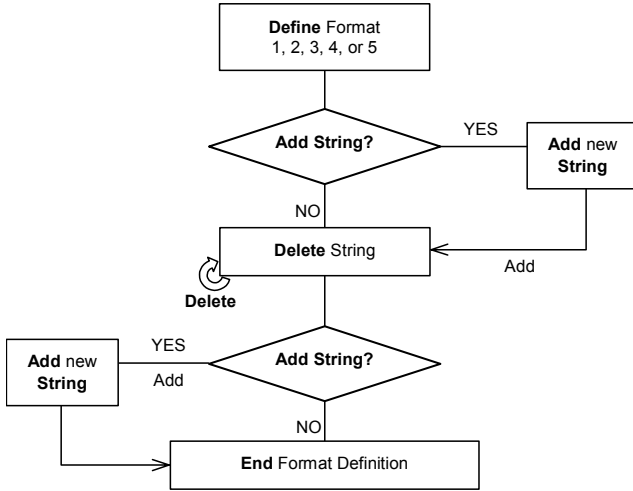 Define Format
1, 2, 3, 4, or 5
Add String?
YES
Add new
String
NO
Delete String
Add
Delete
YES
Add String?
Add new
String
Add
NO
End Format Definition